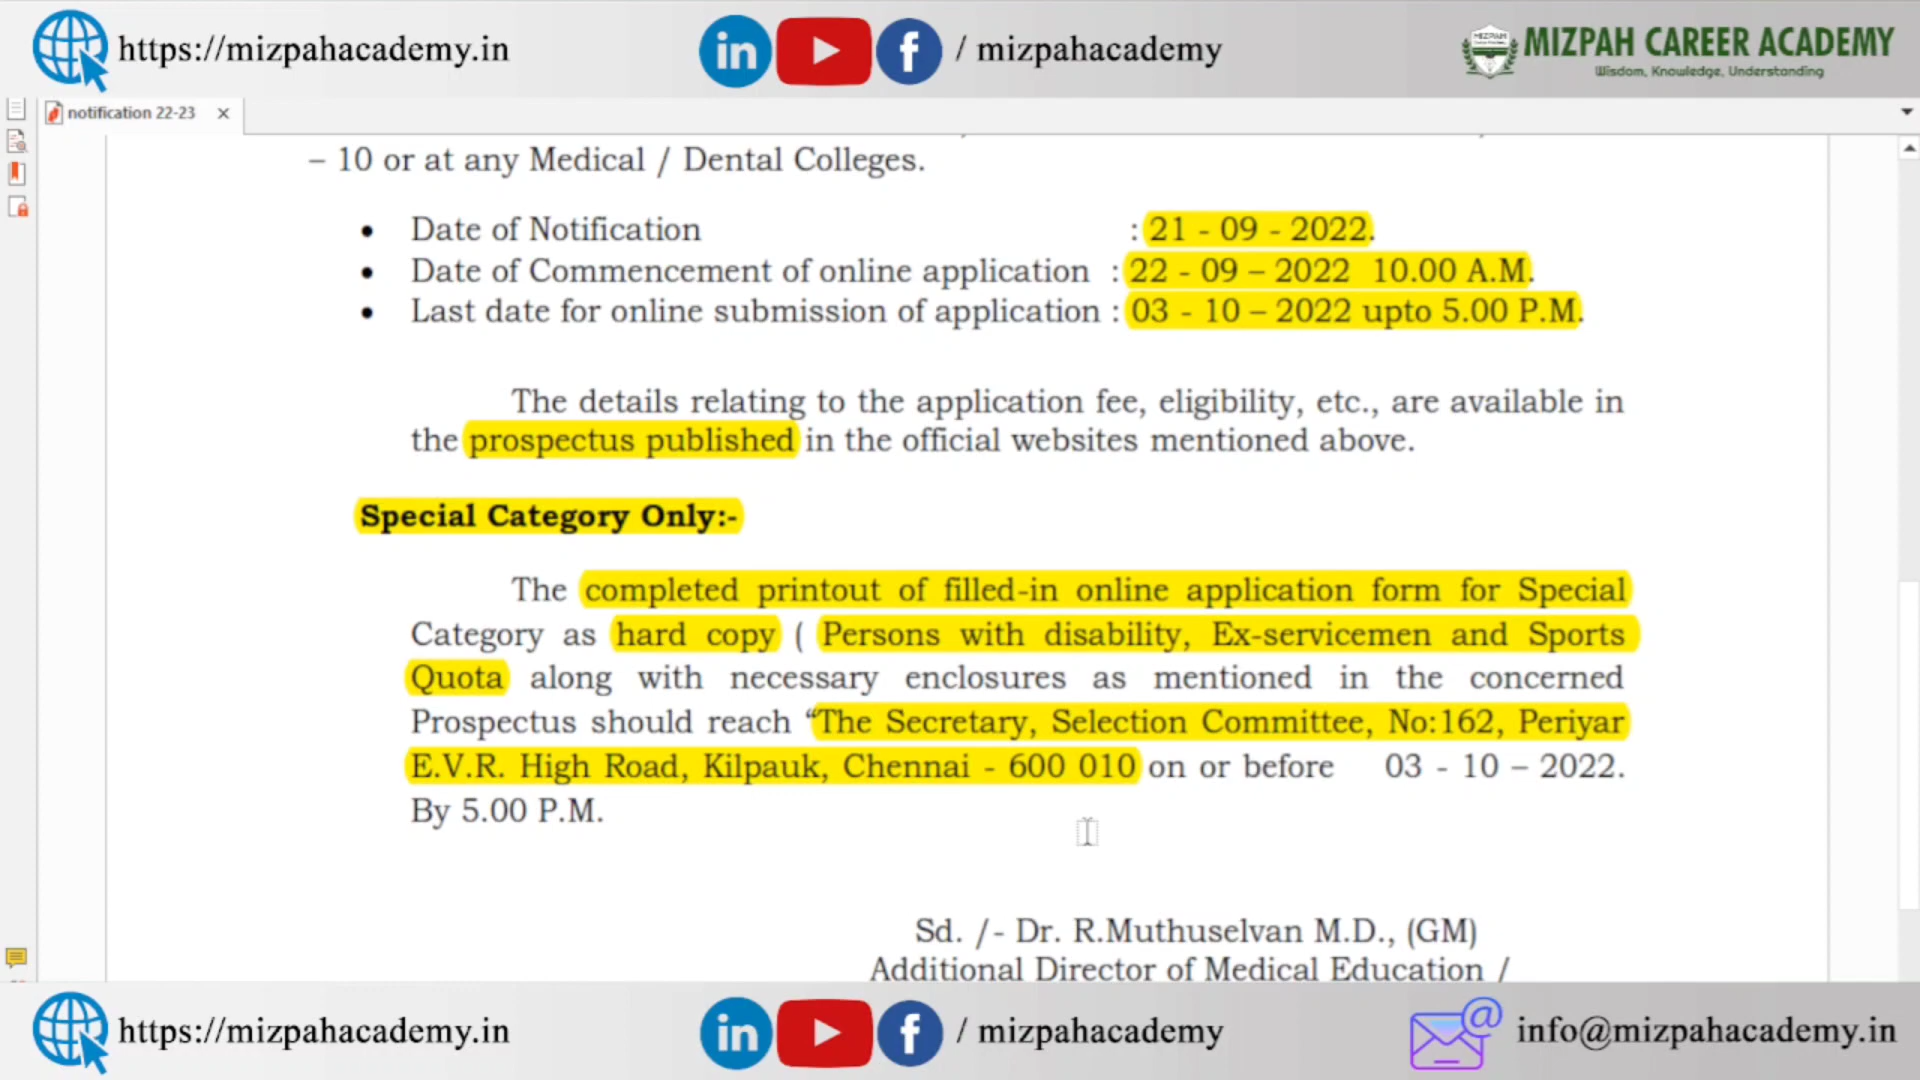 https://mizpahacademy.in
in
f
/ mizpahacademy
MIZPAH
MIZPAH CAREER ACADEMY
Wisdom, Knowledge, Understanding
notification 22-23
– 10 or at any Medical / Dental Colleges.
• Date of Notification : 21 - 09 - 2022.
• Date of Commencement of online application : 22 - 09 – 2022 10.00 A.M.
• Last date for online submission of application : 03 - 10 – 2022 upto 5.00 P.M.
The details relating to the application fee, eligibility, etc., are available in
the prospectus published in the official websites mentioned above.
Special Category Only:-
The completed printout of filled-in online application form for Special
Category as hard copy ( Persons with disability, Ex-servicemen and Sports
Quota along with necessary enclosures as mentioned in the concerned
Prospectus should reach “The Secretary, Selection Committee, No:162, Periyar
E.V.R. High Road, Kilpauk, Chennai - 600 010 on or before 03 - 10 – 2022.
By 5.00 P.M.
Sd. /- Dr. R.Muthuselvan M.D., (GM)
Additional Director of Medical Education /
https://mizpahacademy.in
in
f
/ mizpahacademy
@
info@mizpahacademy.in